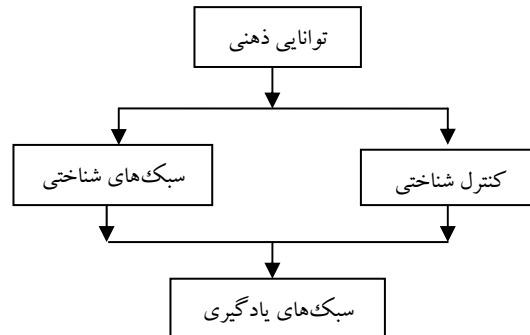 توانایی ذهنی
کنترل شناختی
سبک‌های شناختی
سبک‌های یادگیری